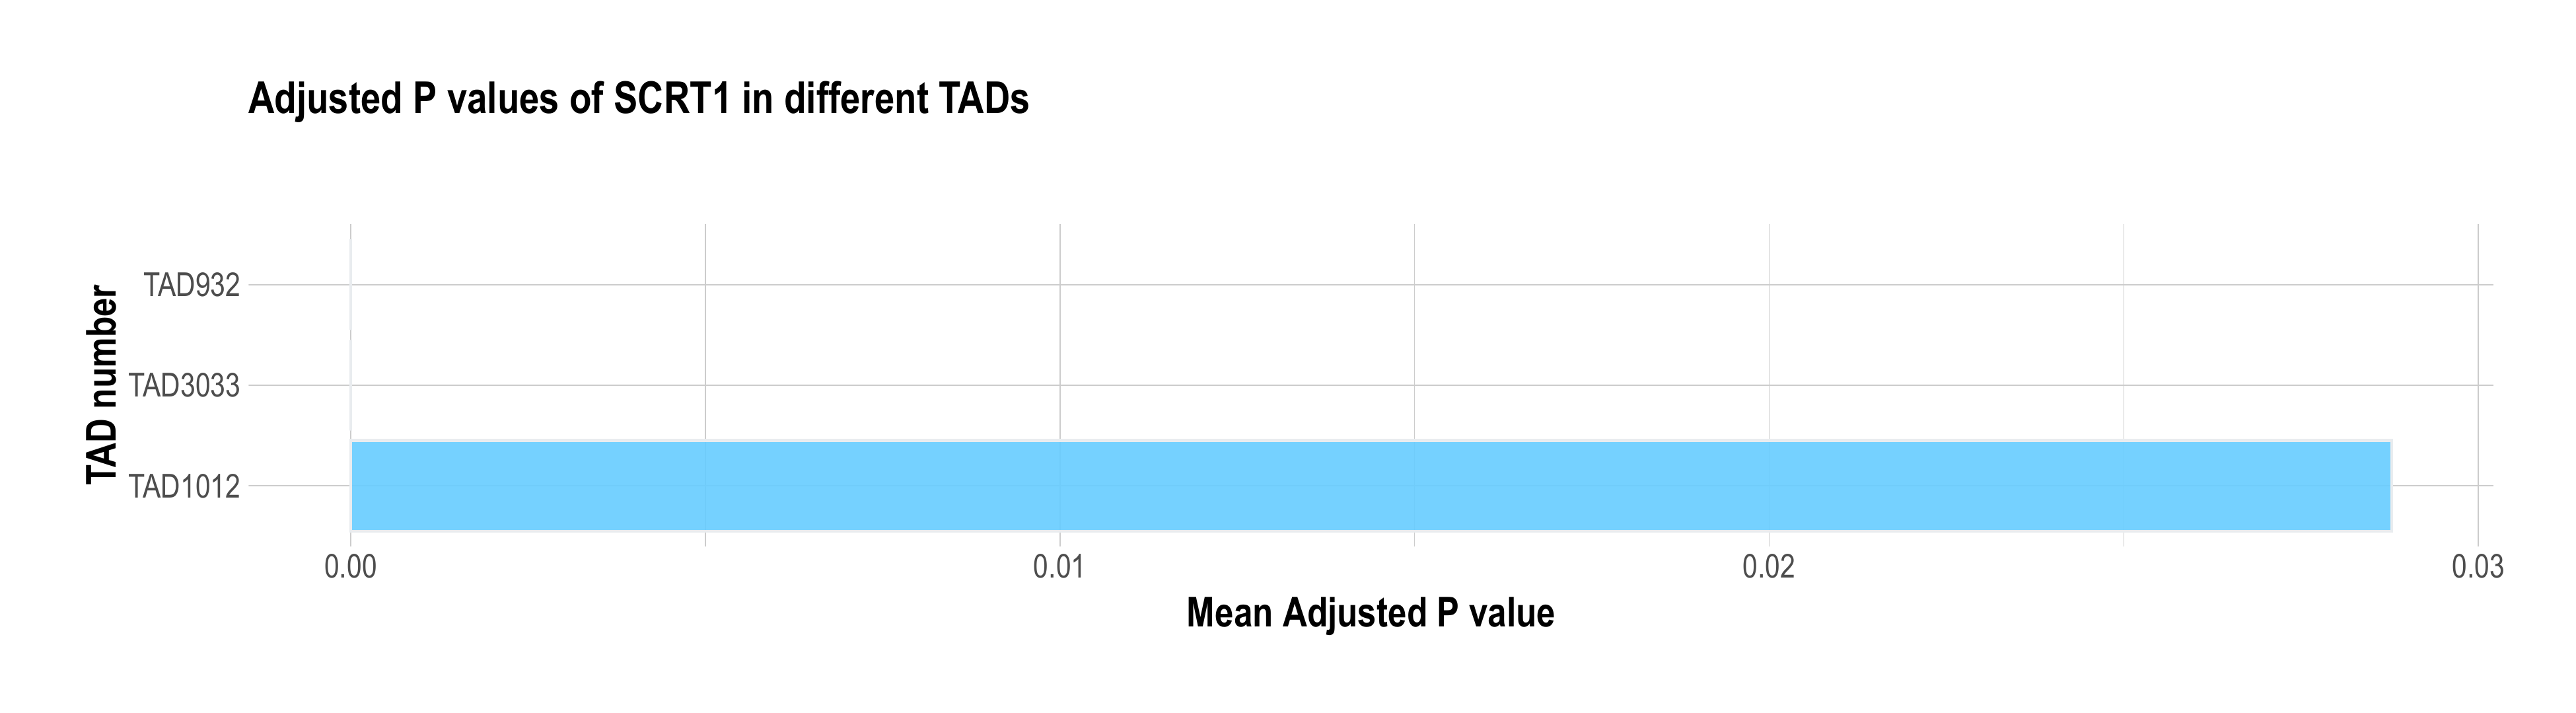 Adjusted P values of SCRT1 in different TADs
TAD number
TAD932
TAD3033
TAD1012
0.00
0.01
0.02
0.03
Mean Adjusted P value